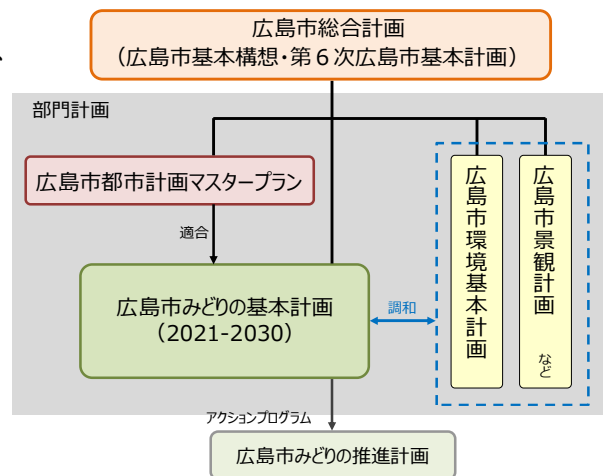 広島市総合計画
（広島市基本構想・第６次広島市基本計画）
部門計画
広島市都市計画マスタープラン
適合
広島市みどりの基本計画
（2021-2030）
調和
広島市環境基本計画
広島市景観計画 など
アクションプログラム
広島市みどりの推進計画